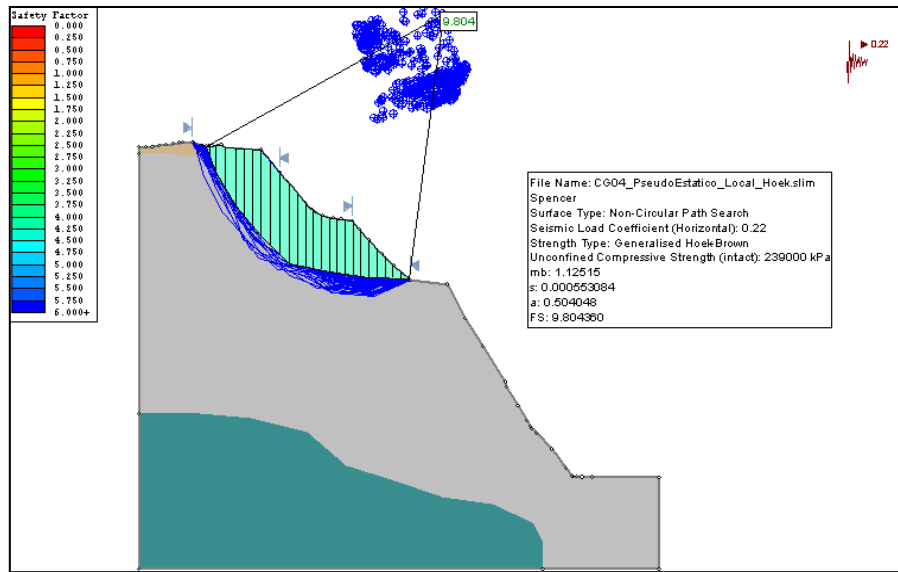 Safety Factor
0.000
0.250
0.500
0.750
1.000
1.250
1.500
1.750
2.000
2.250
2.500
2.750
3.000
3.250
3.500
3.750
4.000
4.250
4.500
4.750
5.000
5.250
5.500
5.750
6.000+
9.804
0.22
File Name: CG04_PseudoEstatico_Local_Hoek.slim
Spencer
Surface Type: Non-Circular Path Search
Seismic Load Coefficient (Horizontal): 0.22
Strength Type: Generalised Hoek-Brown
Unconfined Compressive Strength (intact): 239000 kPa
mb: 1.12515
s: 0.000553084
a: 0.504048
FS: 9.804360